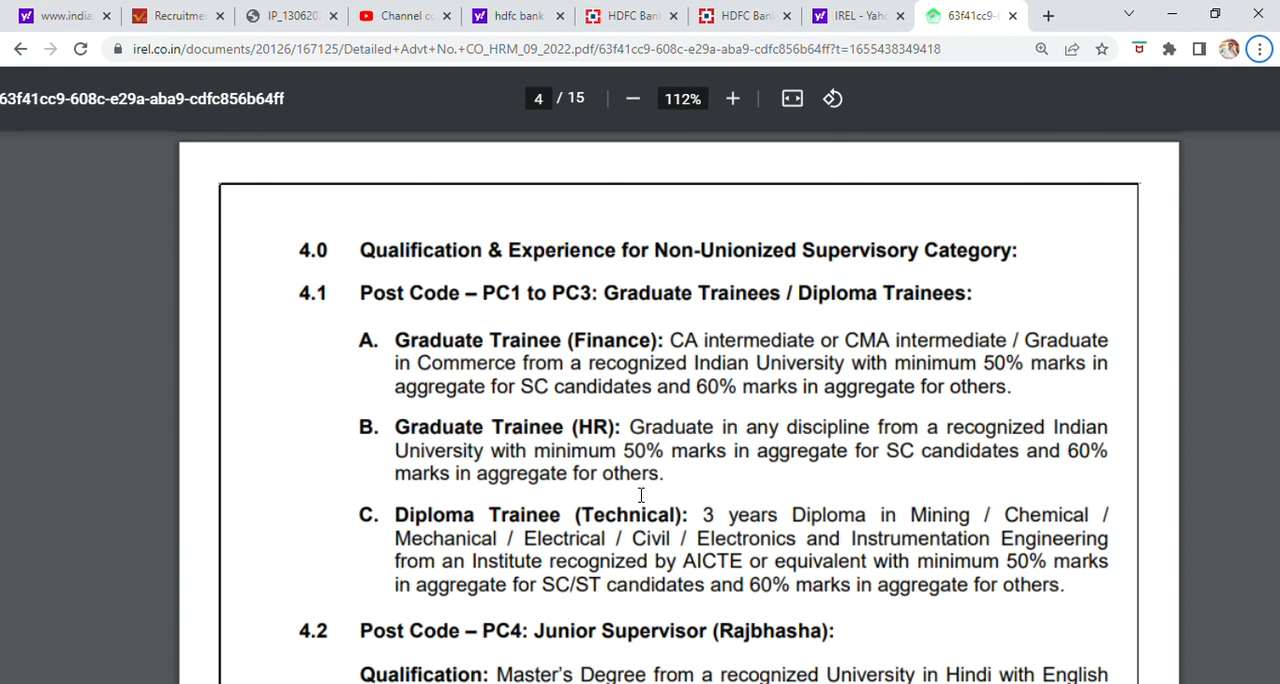 www.india
Recruitme
IP_13062
Channel c
hdfc bank
HDFC Ban
HDFC Ban
IREL - Yah
63f41cc9-
irel.co.in/documents/20126/167125/Detailed+Advt+No.+CO_HRM_09_2022.pdf/63f41cc9-608c-e29a-aba9-cdfc856b64ff?t=1655438349418
63f41cc9-608c-e29a-aba9-cdfc856b64ff
4 / 15
112%
4.0 Qualification & Experience for Non-Unionized Supervisory Category:
4.1 Post Code – PC1 to PC3: Graduate Trainees / Diploma Trainees:
A. Graduate Trainee (Finance): CA intermediate or CMA intermediate / Graduate
in Commerce from a recognized Indian University with minimum 50% marks in
aggregate for SC candidates and 60% marks in aggregate for others.
B. Graduate Trainee (HR): Graduate in any discipline from a recognized Indian
University with minimum 50% marks in aggregate for SC candidates and 60%
marks in aggregate for others.
C. Diploma Trainee (Technical): 3 years Diploma in Mining / Chemical /
Mechanical / Electrical / Civil / Electronics and Instrumentation Engineering
from an Institute recognized by AICTE or equivalent with minimum 50% marks
in aggregate for SC/ST candidates and 60% marks in aggregate for others.
4.2 Post Code – PC4: Junior Supervisor (Rajbhasha):
Qualification: Master's Degree from a recognized University in Hindi with English